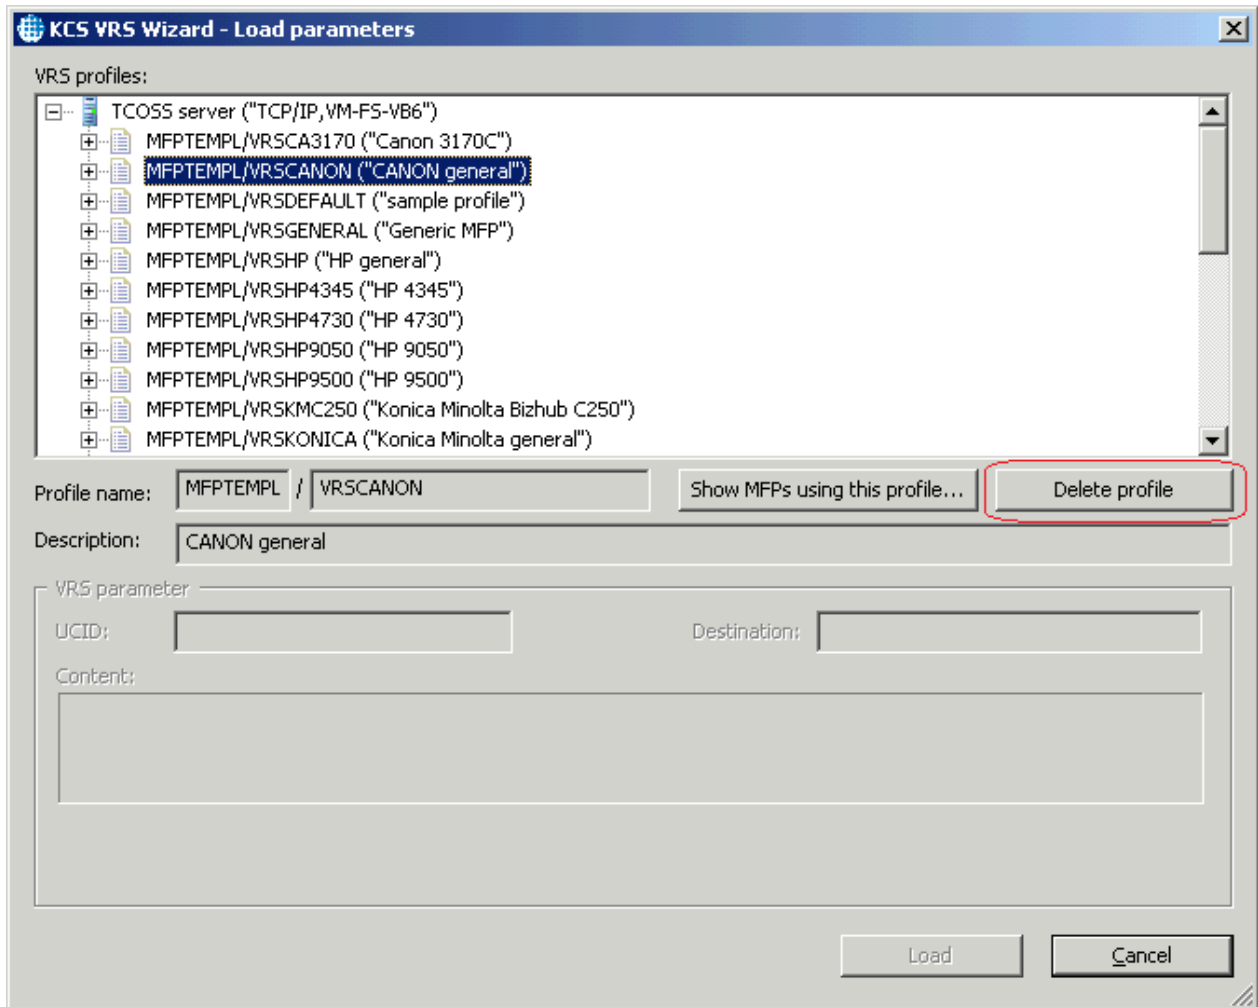 KCS VRS Wizard - Load parameters
VRS profiles:
TCOSS server ("TCP/IP,VM-FS-VB6")
MFPTEMPL/VRSCA3170 ("Canon 3170C")
MFPTEMPL/VRSCANON ("CANON general")
MFPTEMPL/VRSDEFAULT ("sample profile")
MFPTEMPL/VRSGENERAL ("Generic MFP")
MFPTEMPL/VRSHP ("HP general")
MFPTEMPL/VRSHP4345 ("HP 4345")
MFPTEMPL/VRSHP4730 ("HP 4730")
MFPTEMPL/VRSHP9050 ("HP 9050")
MFPTEMPL/VRSHP9500 ("HP 9500")
MFPTEMPL/VRSKMC250 ("Konica Minolta Bizhub C250")
MFPTEMPL/VRSKONICA ("Konica Minolta general")
Profile name: MFPTEMPL / VRSCANON Show MFPs using this profile... Delete profile
Description: CANON general
VRS parameter
UCID: Destination:
Content:
Load Cancel